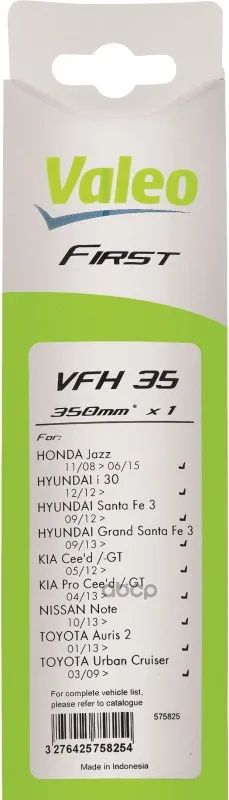 Valeo
FIRST
VFH 35
350mm* x 1
For:
HONDA Jazz
11/08 > 06/15
HYUNDAI i 30
12/12 >
HYUNDAI Santa Fe 3
09/12 >
HYUNDAI Grand Santa Fe 3
09/13 >
KIA Cee'd /-GT
05/12 >
KIA Pro Cee'd /-GT
04/13 >
NISSAN Note
10/13 >
TOYOTA Auris 2
01/13 >
TOYOTA Urban Cruiser
03/09 >
For complete vehicle list,
please refer to catalogue
575825
3 276425 758254
Made in Indonesia